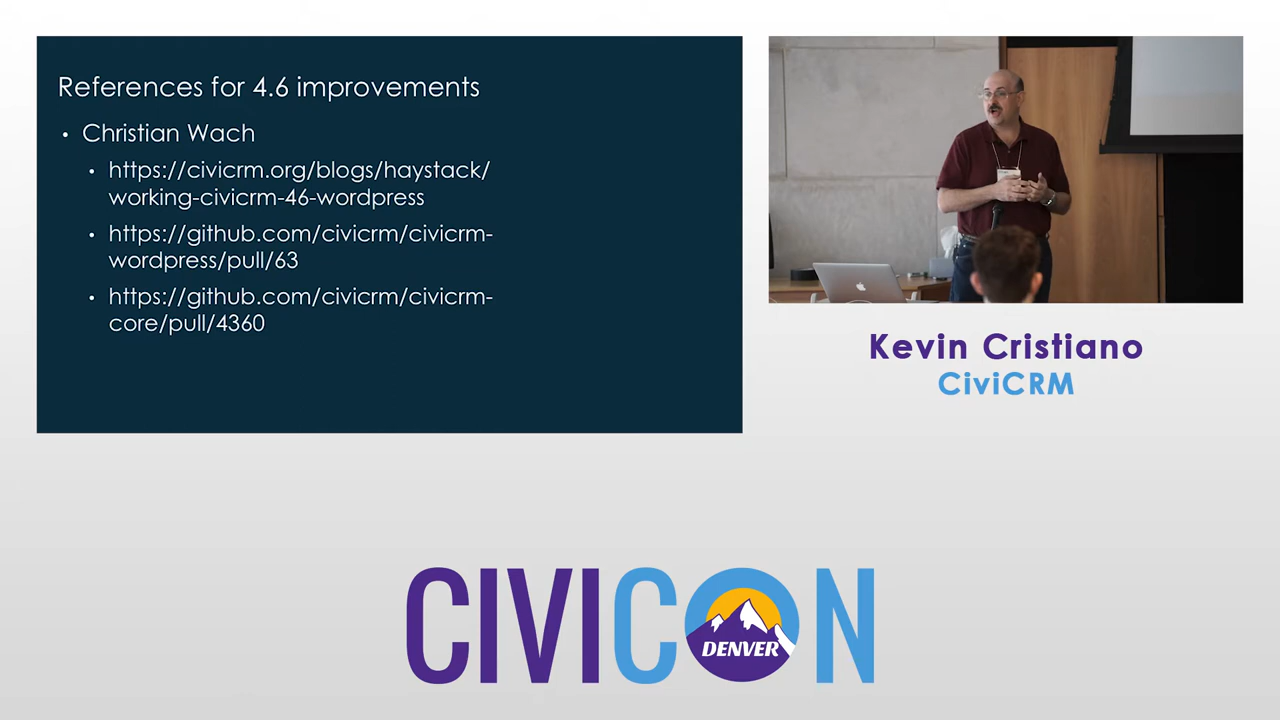 References for 4.6 improvements
• Christian Wach
• https://civicrm.org/blogs/haystack/
working-civicrm-46-wordpress
• https://github.com/civicrm/civicrm-
wordpress/pull/63
• https://github.com/civicrm/civicrm-
core/pull/4360
Kevin Cristiano
CiviCRM
CIVICON
DENVER